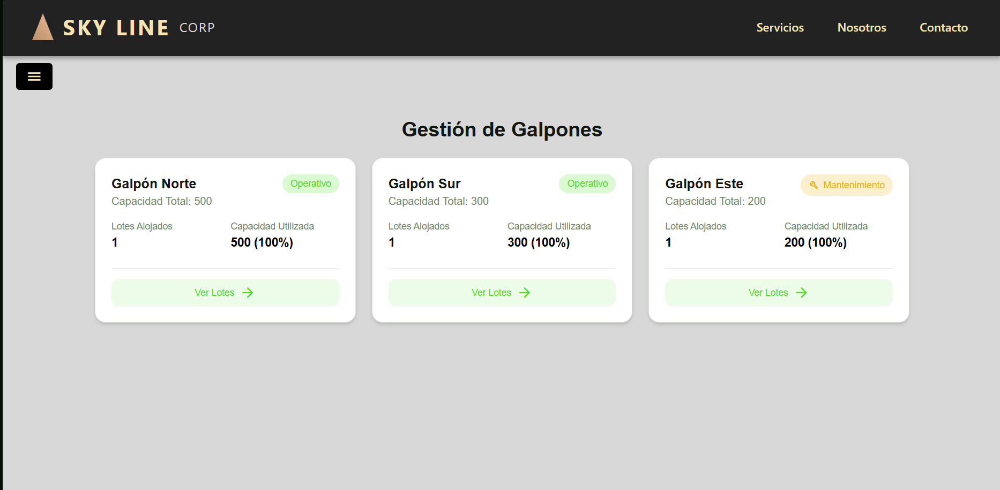 SKY LINE CORP
Servicios Nosotros Contacto
Gestión de Galpones
Galpón Norte
Operativo
Capacidad Total: 500
Lotes Alojados
1
Capacidad Utilizada
500 (100%)
Ver Lotes
Galpón Sur
Operativo
Capacidad Total: 300
Lotes Alojados
1
Capacidad Utilizada
300 (100%)
Ver Lotes
Galpón Este
Mantenimiento
Capacidad Total: 200
Lotes Alojados
1
Capacidad Utilizada
200 (100%)
Ver Lotes